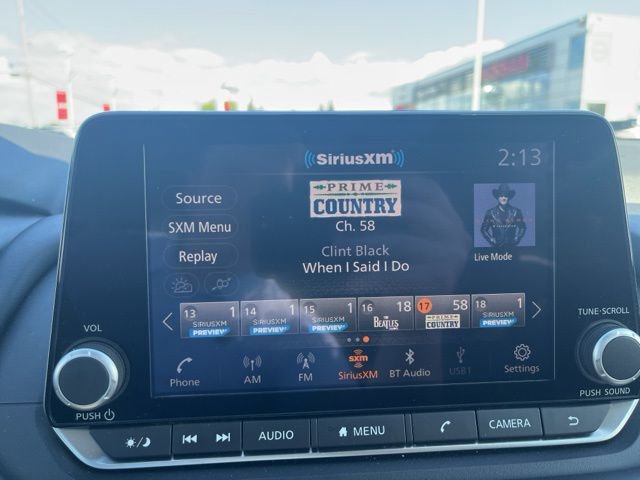 SiriusXM
2:13
Source
PRIME
COUNTRY
SXM Menu
Ch. 58
Replay
Clint Black
When I Said I Do
Live Mode
13 1 14 1 15 1 16 18 17 58 18 1
SIRIUSXM SIRIUSXM SIRIUSXM THE BEATLES PRIME COUNTRY SIRIUSXM
PREVIEW PREVIEW PREVIEW PREVIEW
VOL
TUNE·SCROLL
sxm
Phone AM FM SiriusXM BT Audio USB1 Settings
PUSH
PUSH SOUND
AUDIO MENU CAMERA